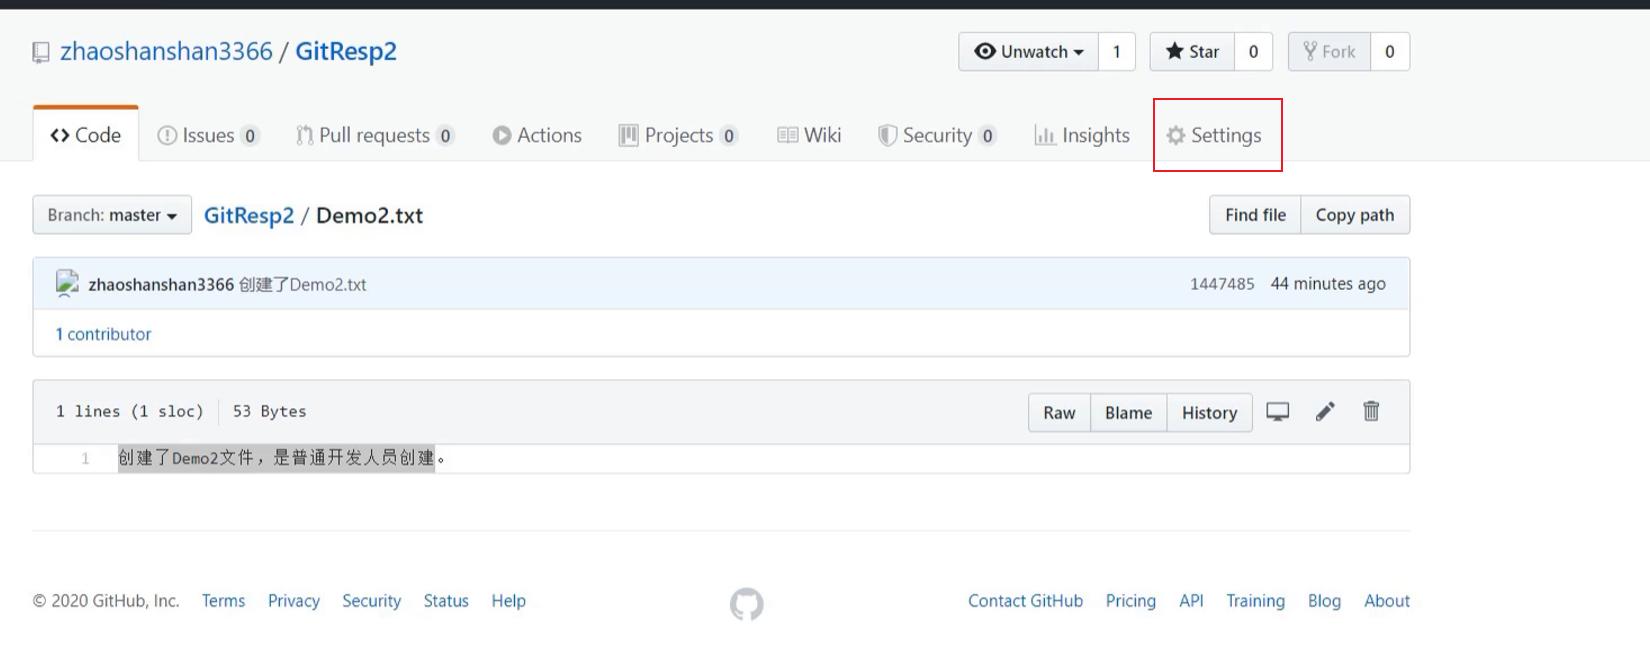 zhaoshanshan3366 / GitResp2
Unwatch 1 Star 0 Fork 0
Code Issues 0 Pull requests 0 Actions Projects 0 Wiki Security 0 Insights Settings
Branch: master GitResp2 / Demo2.txt Find file Copy path
zhaoshanshan3366 创建了Demo2.txt 1447485 44 minutes ago
1 contributor
1 lines (1 sloc) 53 Bytes Raw Blame History
1 创建了Demo2文件，是普通开发人员创建。
© 2020 GitHub, Inc. Terms Privacy Security Status Help Contact GitHub Pricing API Training Blog About